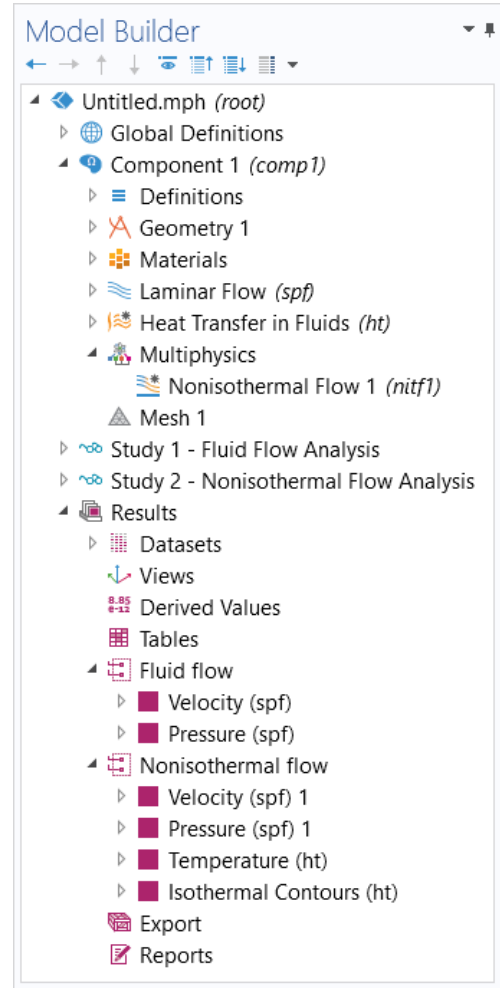 Model Builder
Untitled.mph (root)
Global Definitions
Component 1 (comp1)
Definitions
Geometry 1
Materials
Laminar Flow (spf)
Heat Transfer in Fluids (ht)
Multiphysics
Nonisothermal Flow 1 (nitf1)
Mesh 1
Study 1 - Fluid Flow Analysis
Study 2 - Nonisothermal Flow Analysis
Results
Datasets
Views
8.85
e-12
Derived Values
Tables
Fluid flow
Velocity (spf)
Pressure (spf)
Nonisothermal flow
Velocity (spf) 1
Pressure (spf) 1
Temperature (ht)
Isothermal Contours (ht)
Export
Reports